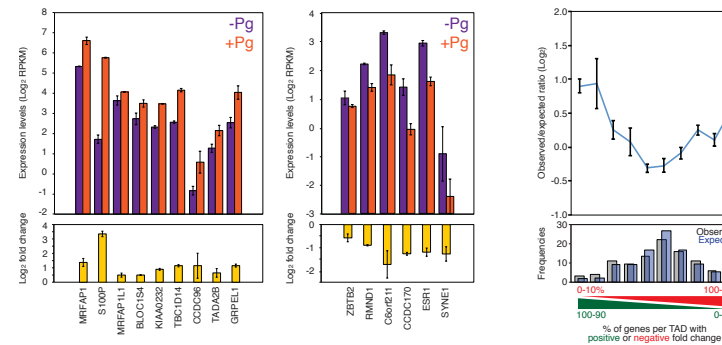 8
7
6
5
4
3
2
1
0
-1
-2
Expression levels (Log2 RPKM)
-Pg
+Pg
4
3
2
1
0
Log2 fold change
MRFAP1
S100P
MRFAP1L1
BLOC1S4
KIAA0232
TBC1D14
CCDC96
TADA2B
GRPEL1
4
3
2
1
0
-1
-2
-3
Expression levels (Log2 RPKM)
-Pg
+Pg
0
-1
-2
Log2 fold change
ZBTB2
RMND1
C6orf211
CCDC170
ESR1
SYNE1
2.0
1.5
1.0
0.5
0.0
-0.5
-1.0
Observed/expected ratio (Log2)
30
20
10
0
Frequencies
Obser
Expec
0-10%
100-
100-90
0-
% of genes per TAD with
positive or negative fold change